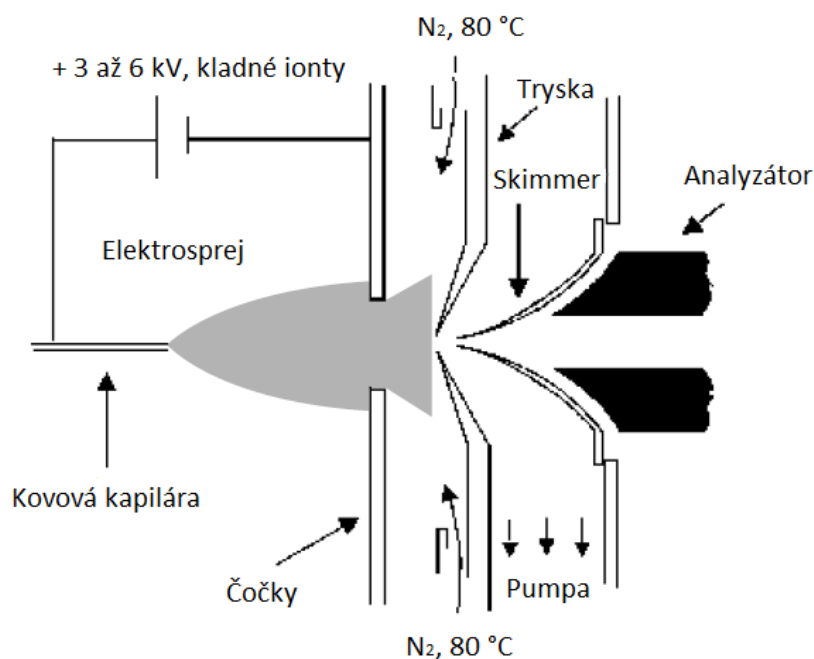 N₂, 80 °C
+ 3 až 6 kV, kladné ionty
Tryska
Skimmer
Analyzátor
Elektrosprej
Kovová kapilára
Čočky
Pumpa
N₂, 80 °C